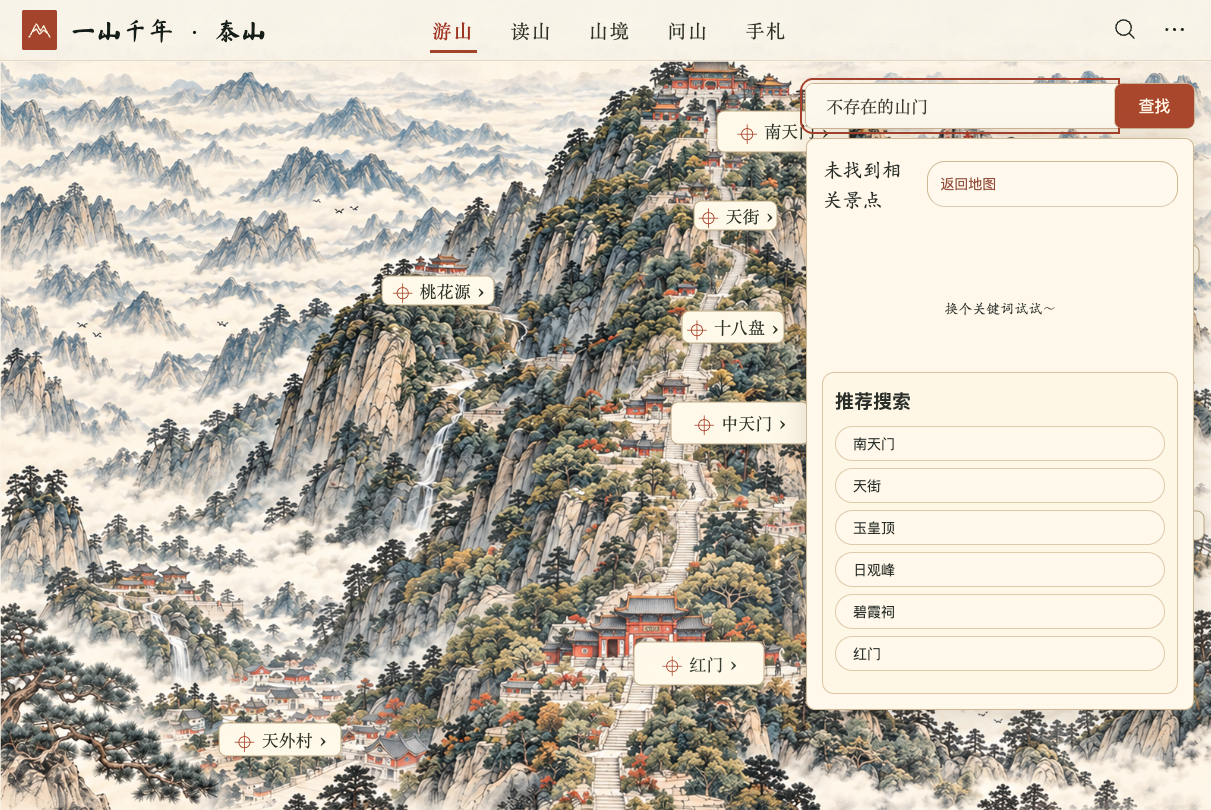 一山千年 · 泰山
游山 读山 山境 问山 手札
不存在的山门
查找
南天门 ›
未找到相
关景点
返回地图
天街 ›
桃花源 ›
换个关键词试试～
十八盘 ›
推荐搜索
中天门 ›
南天门
天街
玉皇顶
日观峰
碧霞祠
红门
红门 ›
天外村 ›